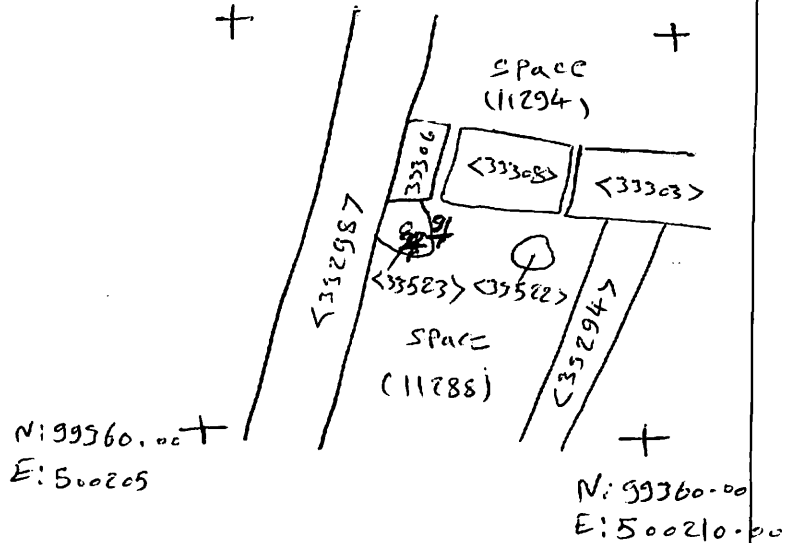 space
(11294)
33306
<33308>
<33303>
<33298>
<33523> <33522>
<33294>
space
(11288)
N: 99360.00
E: 500205
N: 99360.00
E: 500210.00